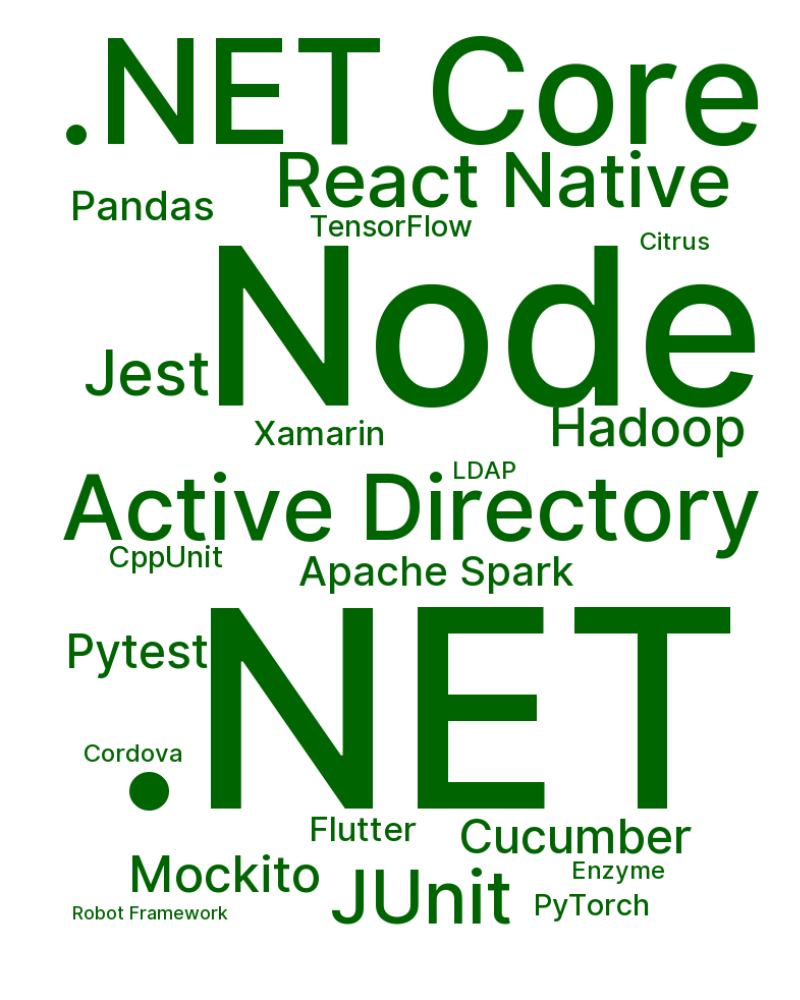 .NET Core
React Native
Pandas
TensorFlow
Citrus
Node
Jest
Xamarin
Hadoop
LDAP
Active Directory
CppUnit
Apache Spark
Pytest
.NET
Cordova
Flutter
Cucumber
Mockito
Enzyme
JUnit
PyTorch
Robot Framework